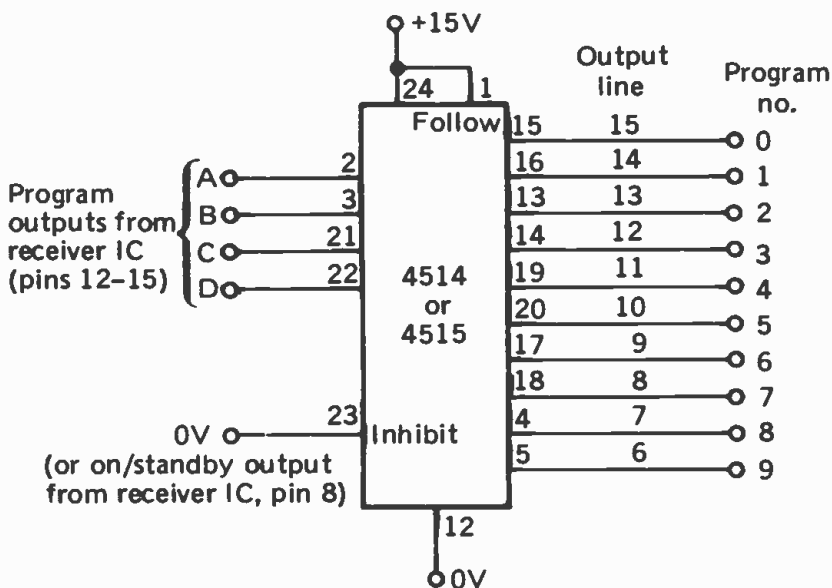 +15V
Output
line
Program
no.
24 1
Follow
15 15 0
A 2
16 14 1
Program
outputs from
receiver IC
(pins 12–15)
B 3
13 13 2
C 21
14 12 3
D 22
19 11 4
4514
or
4515
20 10 5
17 9 6
18 8 7
0V 23 Inhibit
4 7 8
(or on/standby output
from receiver IC, pin 8)
5 6 9
12
0V